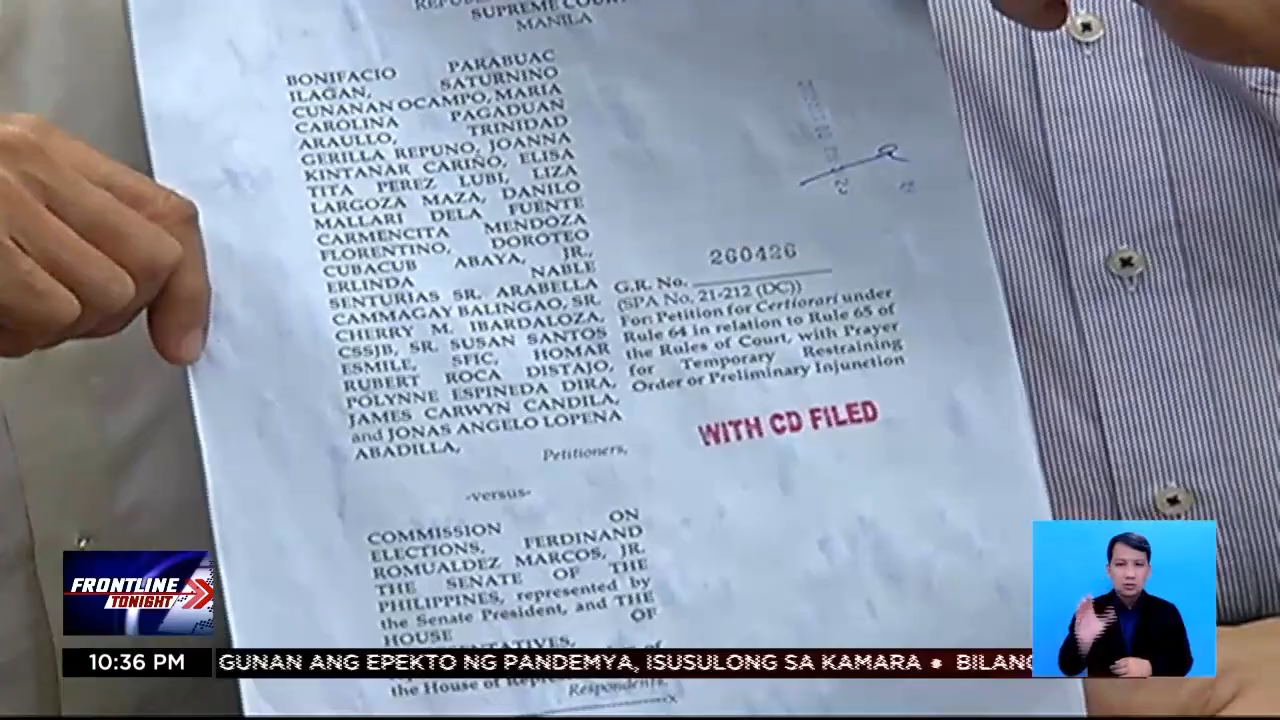 REPUBLIC
SUPREME COURT
MANILA
BONIFACIO PARABUAC
ILAGAN, SATURNINO
CUNANAN OCAMPO, MARIA
CAROLINA PAGADUAN
ARAULLO, TRINIDAD
GERILLA REPUNO, JOANNA
KINTANAR CARIÑO, ELISA
TITA PEREZ LUBI, LIZA
LARGOZA MAZA, DANILO
MALLARI DELA FUENTE
CARMENCITA MENDOZA
FLORENTINO, DOROTEO
CUBACUB ABAYA, JR.,
ERLINDA NABLE
SENTURIAS SR. ARABELLA
CAMMAGAY BALINGAO, SR.
CHERRY M. IBARDALOZA,
CSSJB, SR. SUSAN SANTOS
ESMILE, SFIC, HOMAR
RUBERT ROCA DISTAJO,
POLYNNE ESPINEDA DIRA,
JAMES CARWYN CANDILA,
and JONAS ANGELO LOPENA
ABADILLA,
Petitioners,
260426
G.R. No.
(SPA No. 21-212 (DC))
For: Petition for Certiorari under
Rule 64 in relation to Rule 65 of
the Rules of Court, with Prayer
for Temporary Restraining
Order or Preliminary Injunction
WITH CD FILED
-versus-
COMMISSION ON
ELECTIONS, FERDINAND
ROMUALDEZ MARCOS, JR.
THE SENATE OF THE
PHILIPPINES, represented by
the Senate President, and THE
HOUSE OF
the House of
Respondents.
FRONTLINE
TONIGHT
10:36 PM
GUNAN ANG EPEKTO NG PANDEMYA, ISUSULONG SA KAMARA • BILANG